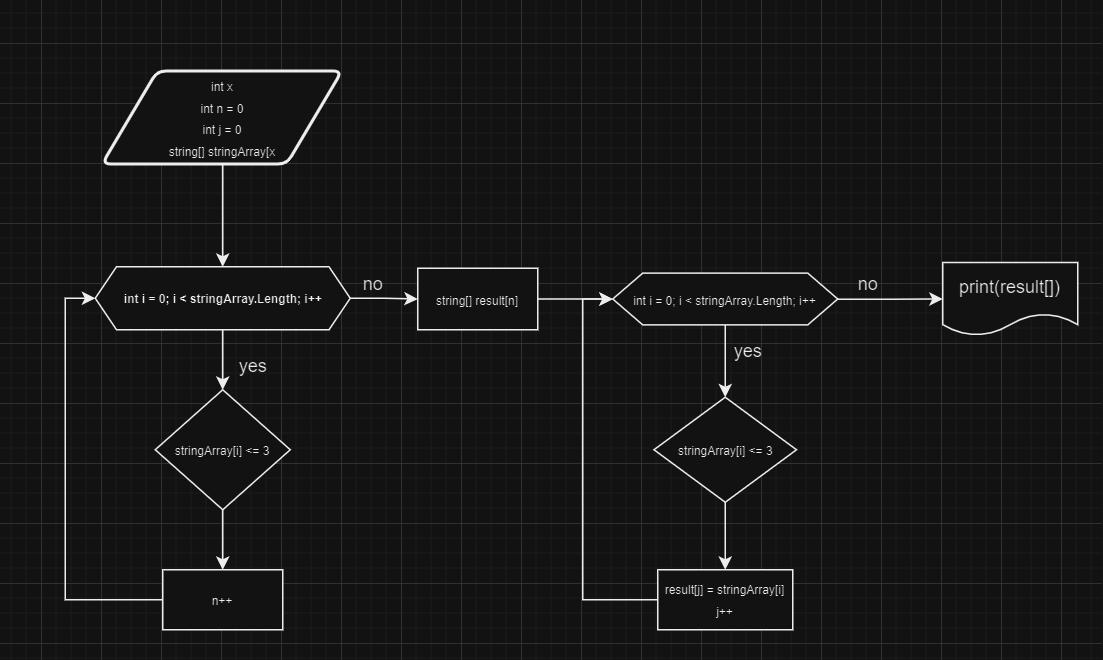 int x
int n = 0
int j = 0
string[] stringArray[x
int i = 0; i < stringArray.Length; i++
no
string[] result[n]
int i = 0; i < stringArray.Length; i++
no
print(result[])
yes
yes
stringArray[i] <= 3
stringArray[i] <= 3
n++
result[j] = stringArray[i]
j++